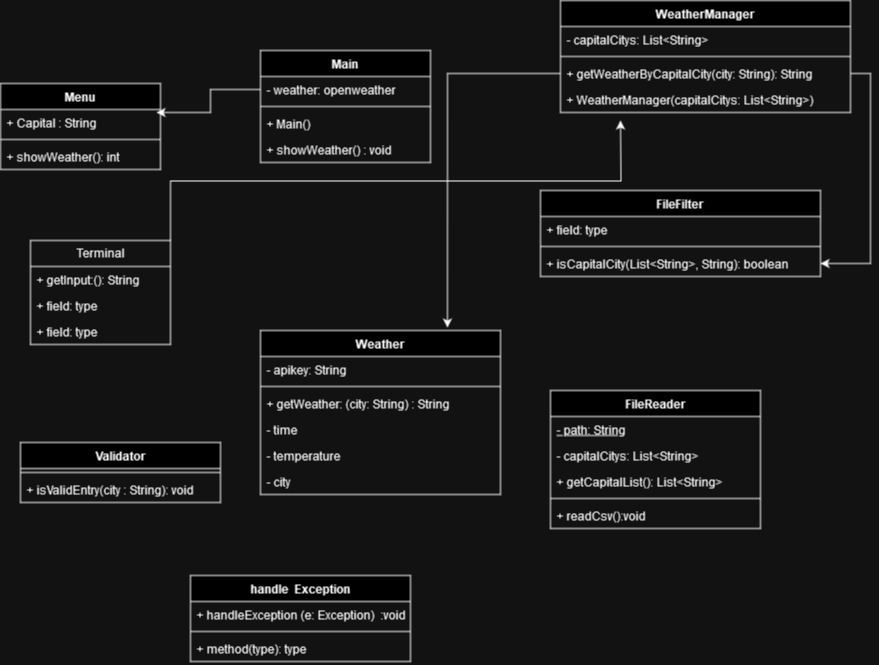 WeatherManager
- capitalCitys: List<String>
+ getWeatherByCapitalCity(city: String): String
+ WeatherManager(capitalCitys: List<String>)
Main
- weather: openweather
+ Main()
+ showWeather() : void
Menu
+ Capital : String
+ showWeather(): int
FileFilter
+ field: type
+ isCapitalCity(List<String>, String): boolean
Terminal
+ getInput:(): String
+ field: type
+ field: type
Weather
- apikey: String
+ getWeather: (city: String) : String
- time
- temperature
- city
FileReader
- path: String
- capitalCitys: List<String>
+ getCapitalList(): List<String>
+ readCsv():void
Validator
+ isValidEntry(city : String): void
handle Exception
+ handleException (e: Exception) :void
+ method(type): type